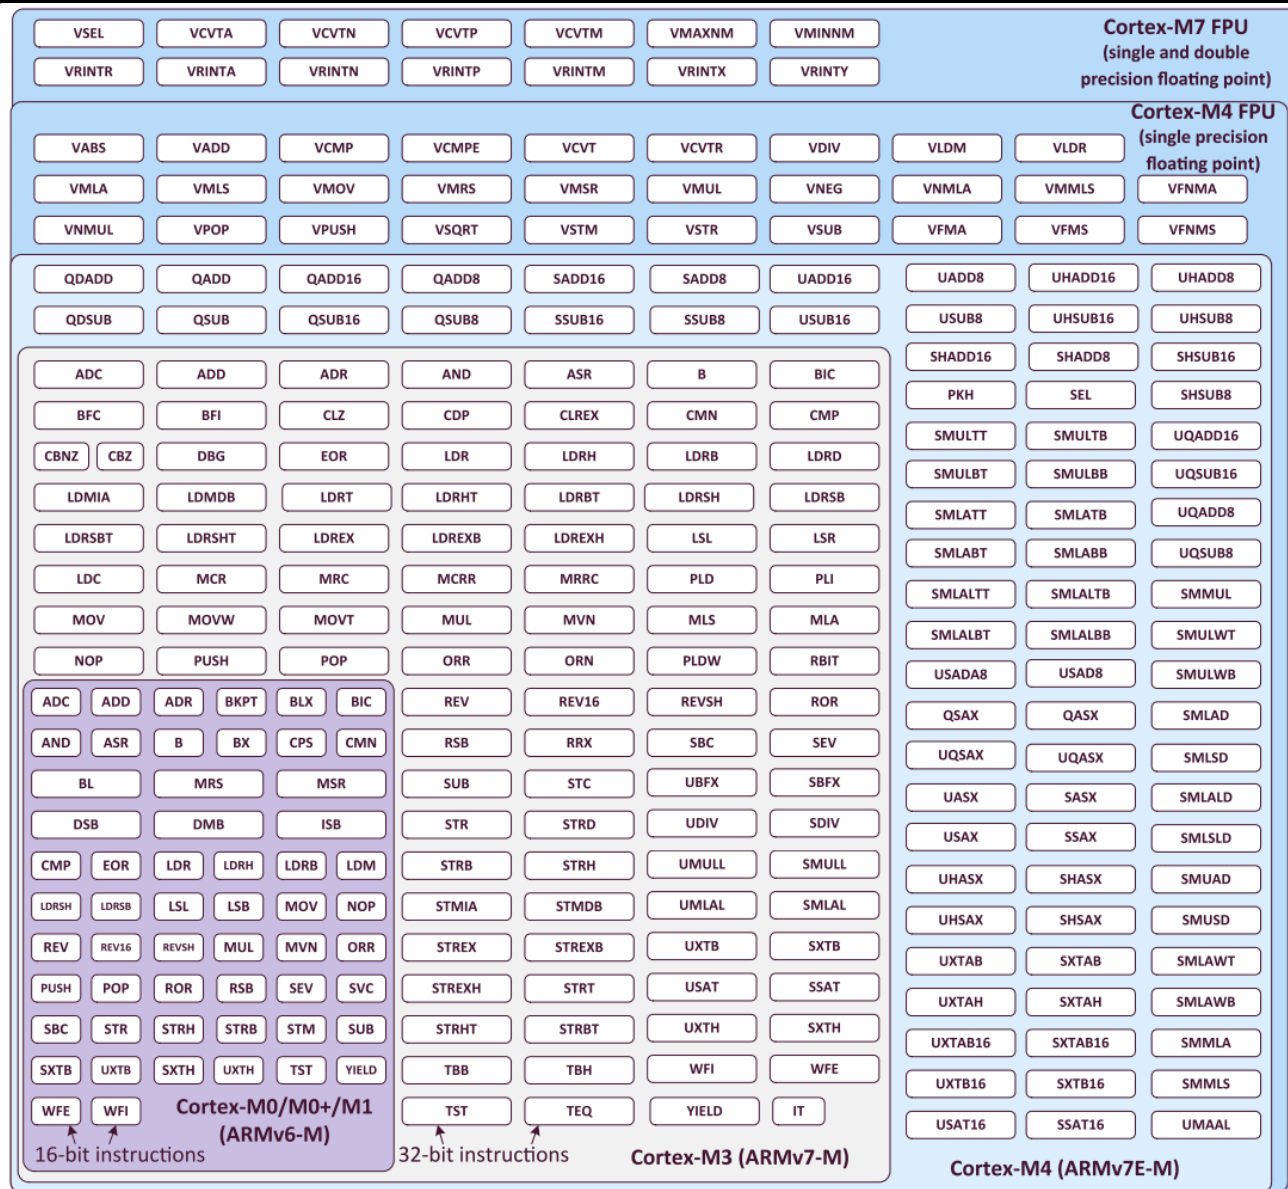 VSEL VCVTA VCVTN VCVTP VCVTM VMAXNM VMINNM Cortex-M7 FPU
(single and double
VRINTR VRINTA VRINTN VRINTP VRINTM VRINTX VRINTY precision floating point)
Cortex-M4 FPU
(single precision
floating point)
VABS VADD VCMP VCMPE VCVT VCVTR VDIV VLDM VLDR
VMLA VMLS VMOV VMRS VMSR VMUL VNEG VNMLA VMMLS VFNMA
VNMUL VPOP VPUSH VSQRT VSTM VSTR VSUB VFMA VFMS VFNMS
QDADD QADD QADD16 QADD8 SADD16 SADD8 UADD16 UADD8 UHADD16 UHADD8
QDSUB QSUB QSUB16 QSUB8 SSUB16 SSUB8 USUB16 USUB8 UHSUB16 UHSUB8
SHADD16 SHADD8 SHSUB16
ADC ADD ADR AND ASR B BIC
PKH SEL SHSUB8
BFC BFI CLZ CDP CLREX CMN CMP
SMULTT SMULTB UQADD16
CBNZ CBZ DBG EOR LDR LDRH LDRB LDRD
SMULBT SMULBB UQSUB16
LDMIA LDMDB LDRT LDRHT LDRBT LDRSH LDRSB
SMLATT SMLATB UQADD8
LDRSBT LDRSHT LDREX LDREXB LDREXH LSL LSR
SMLABT SMLABB UQSUB8
LDC MCR MRC MCRR MRRC PLD PLI
SMLALTT SMLALTB SMMUL
MOV MOVW MOVT MUL MVN MLS MLA
SMLALBT SMLALBB SMULWT
NOP PUSH POP ORR ORN PLDW RBIT
USADA8 USAD8 SMULWB
ADC ADD ADR BKPT BLX BIC REV REV16 REVSH ROR
QSAX QASX SMLAD
AND ASR B BX CPS CMN RSB RRX SBC SEV
UQSAX UQASX SMLSD
BL MRS MSR SUB STC UBFX SBFX
UASX SASX SMLALD
DSB DMB ISB STR STRD UDIV SDIV
USAX SSAX SMLSLD
CMP EOR LDR LDRH LDRB LDM STRB STRH UMULL SMULL
UHASX SHASX SMUAD
LDRSH LDRSB LSL LSB MOV NOP STMIA STMDB UMLAL SMLAL
UHSAX SHSAX SMUSD
REV REV16 REVSH MUL MVN ORR STREX STREXB UXTB SXTB
UXTAB SXTAB SMLAWT
PUSH POP ROR RSB SEV SVC STREXH STRT USAT SSAT
UXTAH SXTAH SMLAWB
SBC STR STRH STRB STM SUB STRHT STRBT UXTH SXTH
UXTAB16 SXTAB16 SMMLA
SXTB UXTB SXTH UXTH TST YIELD TBB TBH WFI WFE
UXTB16 SXTB16 SMMLS
WFE WFI Cortex-M0/M0+/M1 TST TEQ YIELD IT
(ARMv6-M)
USAT16 SSAT16 UMAAL
16-bit instructions 32-bit instructions Cortex-M3 (ARMv7-M)
Cortex-M4 (ARMv7E-M)